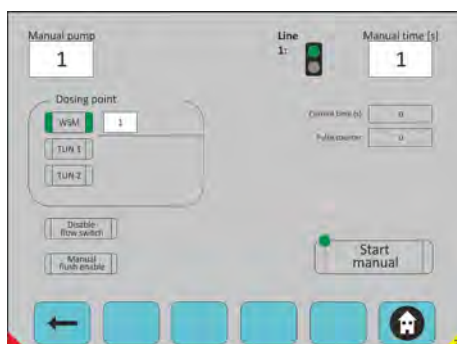 Manual pump
1
Line
1:
Manual time [s]
1
Dosing point
WSM
1
TUN 1
TUN 2
Control time [s]
0
Pulse counter
0
Disable
flow switch
Manual
flush enable
Start
manual